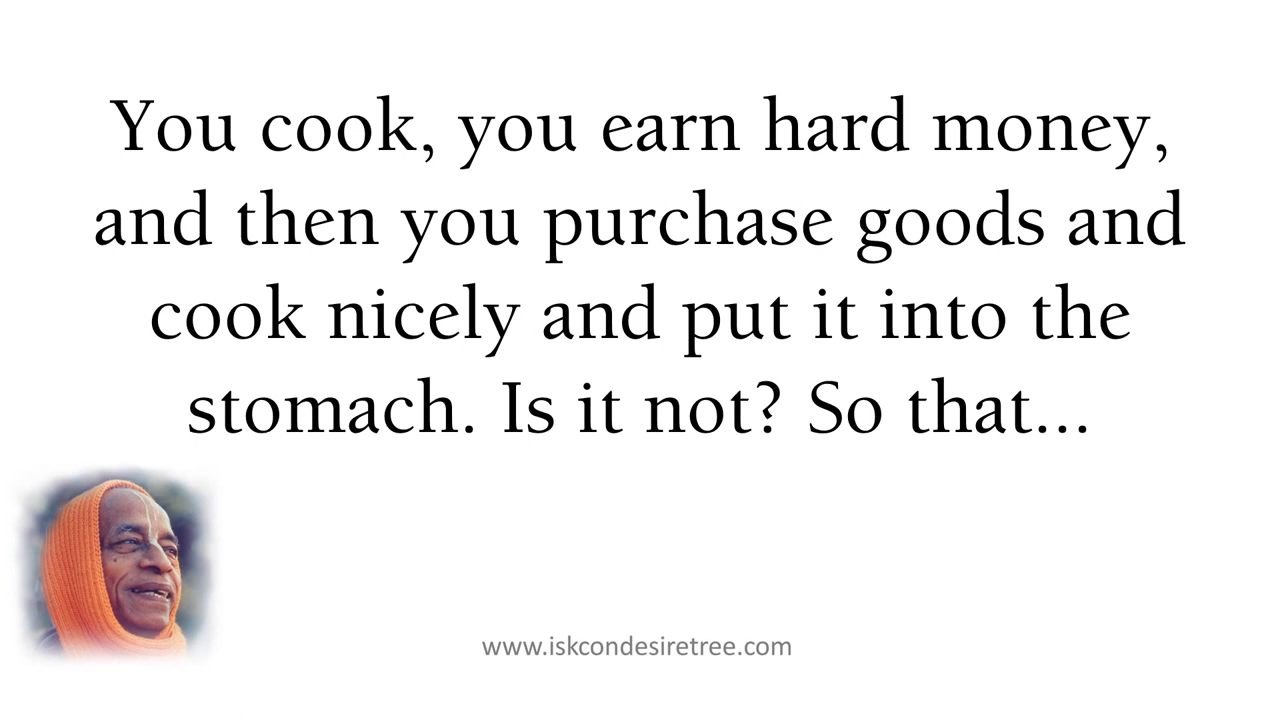 You cook, you earn hard money,
and then you purchase goods and
cook nicely and put it into the
stomach. Is it not? So that...
www.iskcondesiretree.com